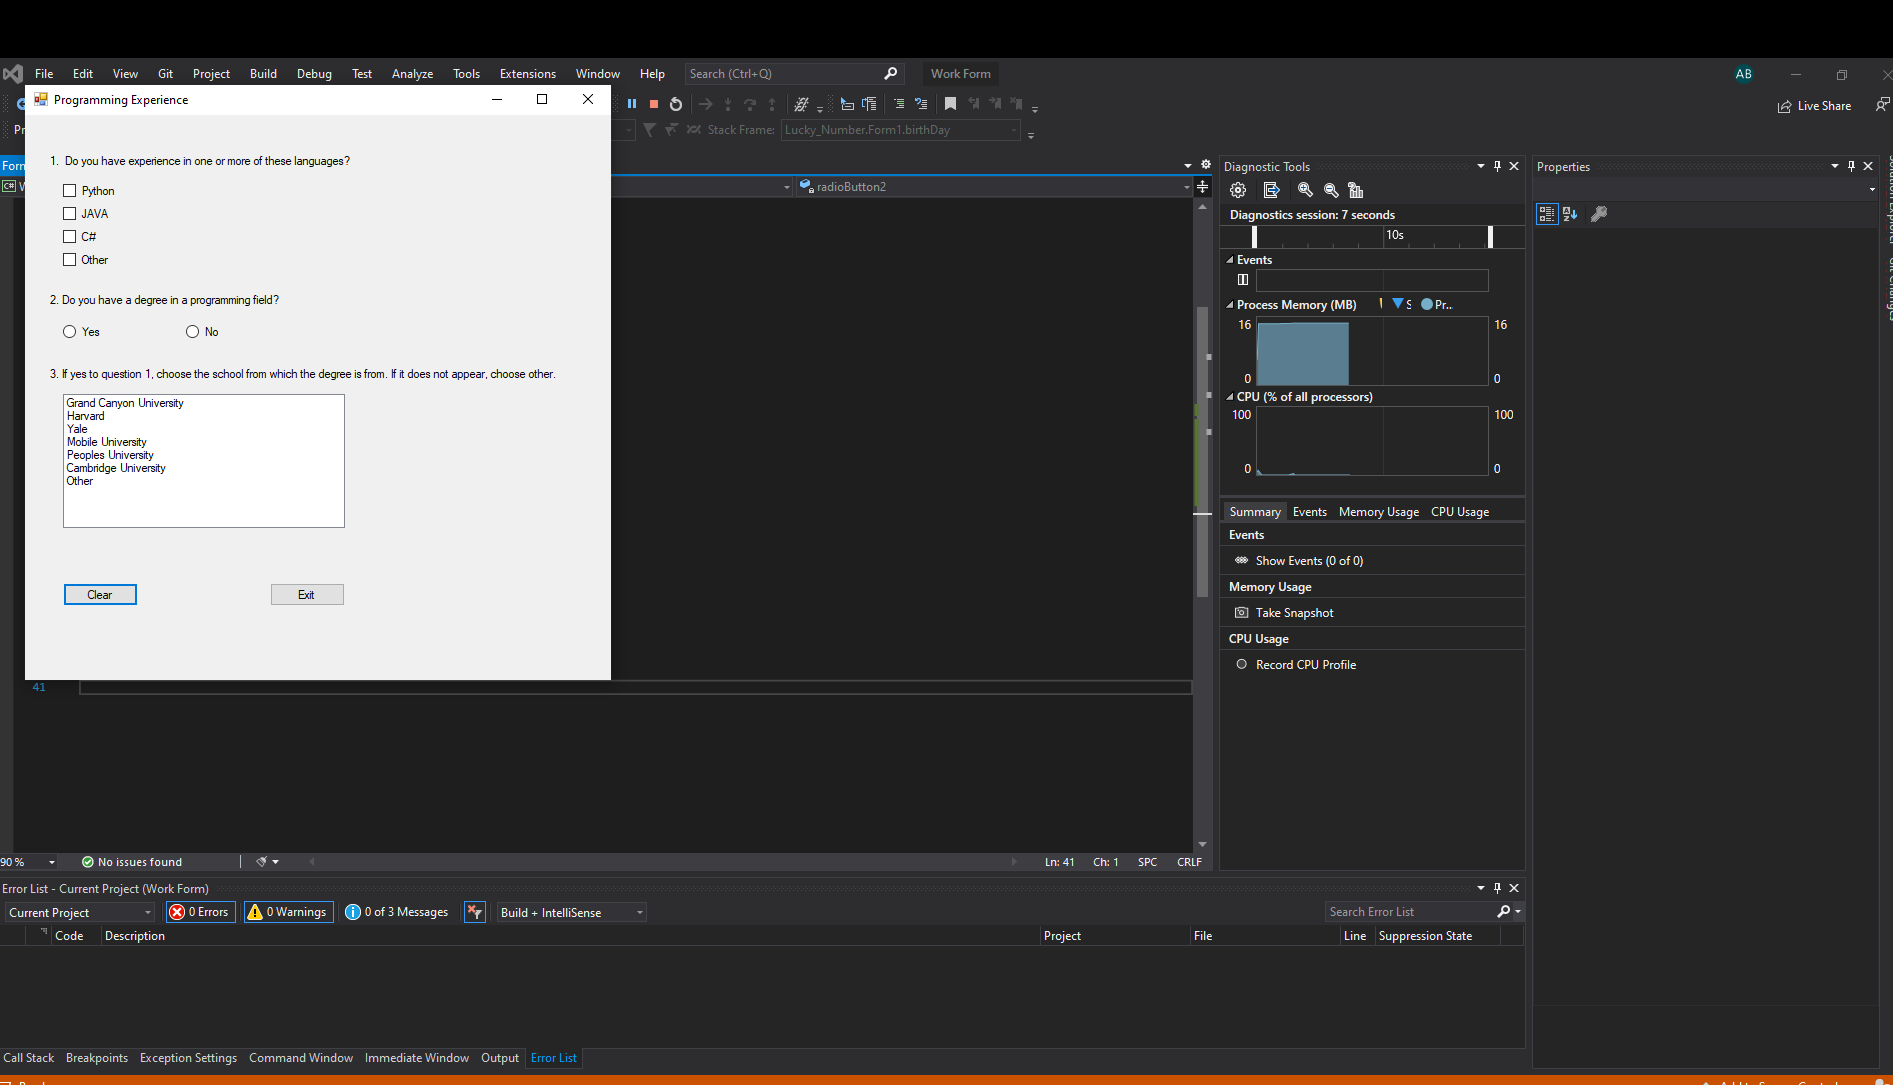 File Edit View Git Project Build Debug Test Analyze Tools Extensions Window Help Search (Ctrl+Q) Work Form AB
Programming Experience
Live Share
Stack Frame: Lucky_Number.Form1.birthDay
1. Do you have experience in one or more of these languages?
Python
JAVA
C#
Other
2. Do you have a degree in a programming field?
Yes No
3. If yes to question 1, choose the school from which the degree is from. If it does not appear, choose other.
Grand Canyon University
Harvard
Yale
Mobile University
Peoples University
Cambridge University
Other
Clear Exit
radioButton2
41
90 % No issues found Ln: 41 Ch: 1 SPC CRLF
Diagnostic Tools
Diagnostics session: 7 seconds
10s
Events
Process Memory (MB) S Pr...
16 16
0 0
CPU (% of all processors)
100 100
0 0
Summary Events Memory Usage CPU Usage
Events
Show Events (0 of 0)
Memory Usage
Take Snapshot
CPU Usage
Record CPU Profile
Properties
Error List - Current Project (Work Form)
Current Project 0 Errors 0 Warnings 0 of 3 Messages Build + IntelliSense Search Error List
Code Description Project File Line Suppression State
Call Stack Breakpoints Exception Settings Command Window Immediate Window Output Error List